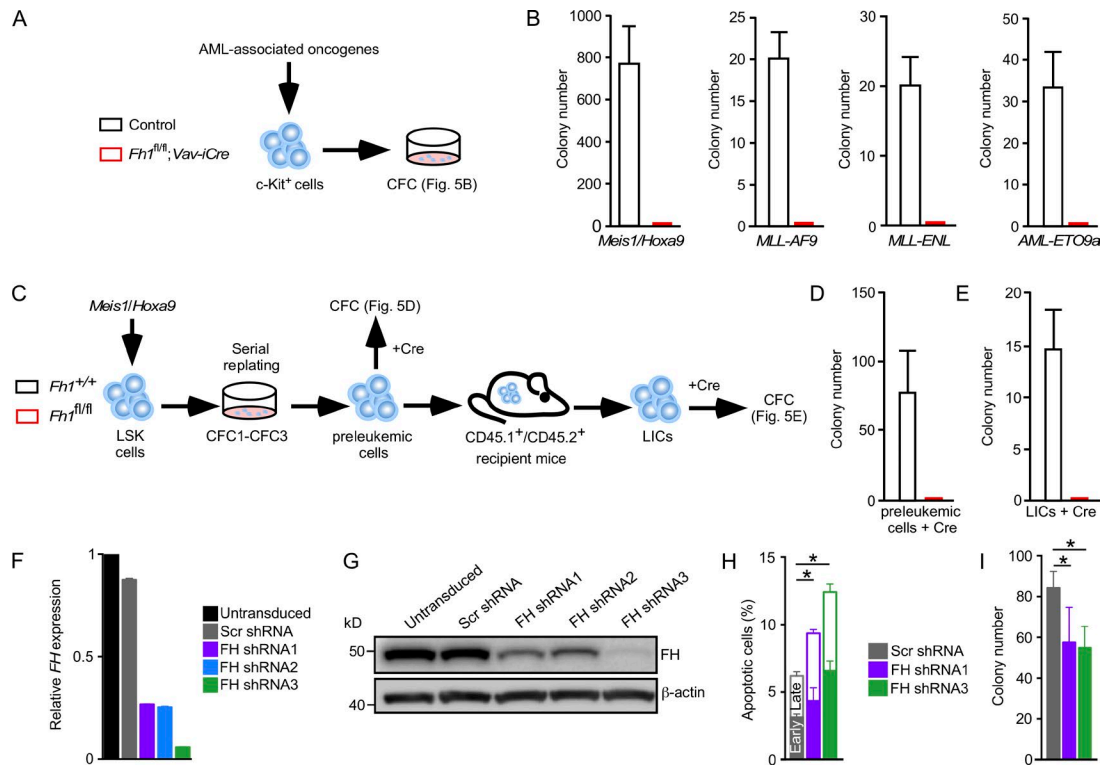 A
AML-associated oncogenes
Control
Fh1fl/fl;Vav-iCre
c-Kit+ cells
CFC (Fig. 5B)
B
Colony number
1000
800
600
400
200
0
Meis1/Hoxa9
Colony number
25
20
15
10
5
0
MLL-AF9
Colony number
30
20
10
0
MLL-ENL
Colony number
50
40
30
20
10
0
AML-ETO9a
C
Meis1/Hoxa9
Fh1+/+
Fh1fl/fl
LSK
cells
Serial
replating
CFC1-CFC3
CFC (Fig. 5D)
+Cre
preleukemic
cells
CD45.1+/CD45.2+
recipient mice
LICs
+Cre
CFC
(Fig. 5E)
D
Colony number
150
100
50
0
preleukemic
cells + Cre
E
Colony number
20
15
10
5
0
LICs + Cre
F
Relative FH expression
1
0
Untransduced
Scr shRNA
FH shRNA1
FH shRNA2
FH shRNA3
G
Untransduced
Scr shRNA
FH shRNA1
FH shRNA2
FH shRNA3
kD
50
40
FH
β-actin
H
Apoptotic cells (%)
15
10
5
0
Early
Late
*
*
Scr shRNA
FH shRNA1
FH shRNA3
I
Colony number
100
80
60
40
20
0
*
*